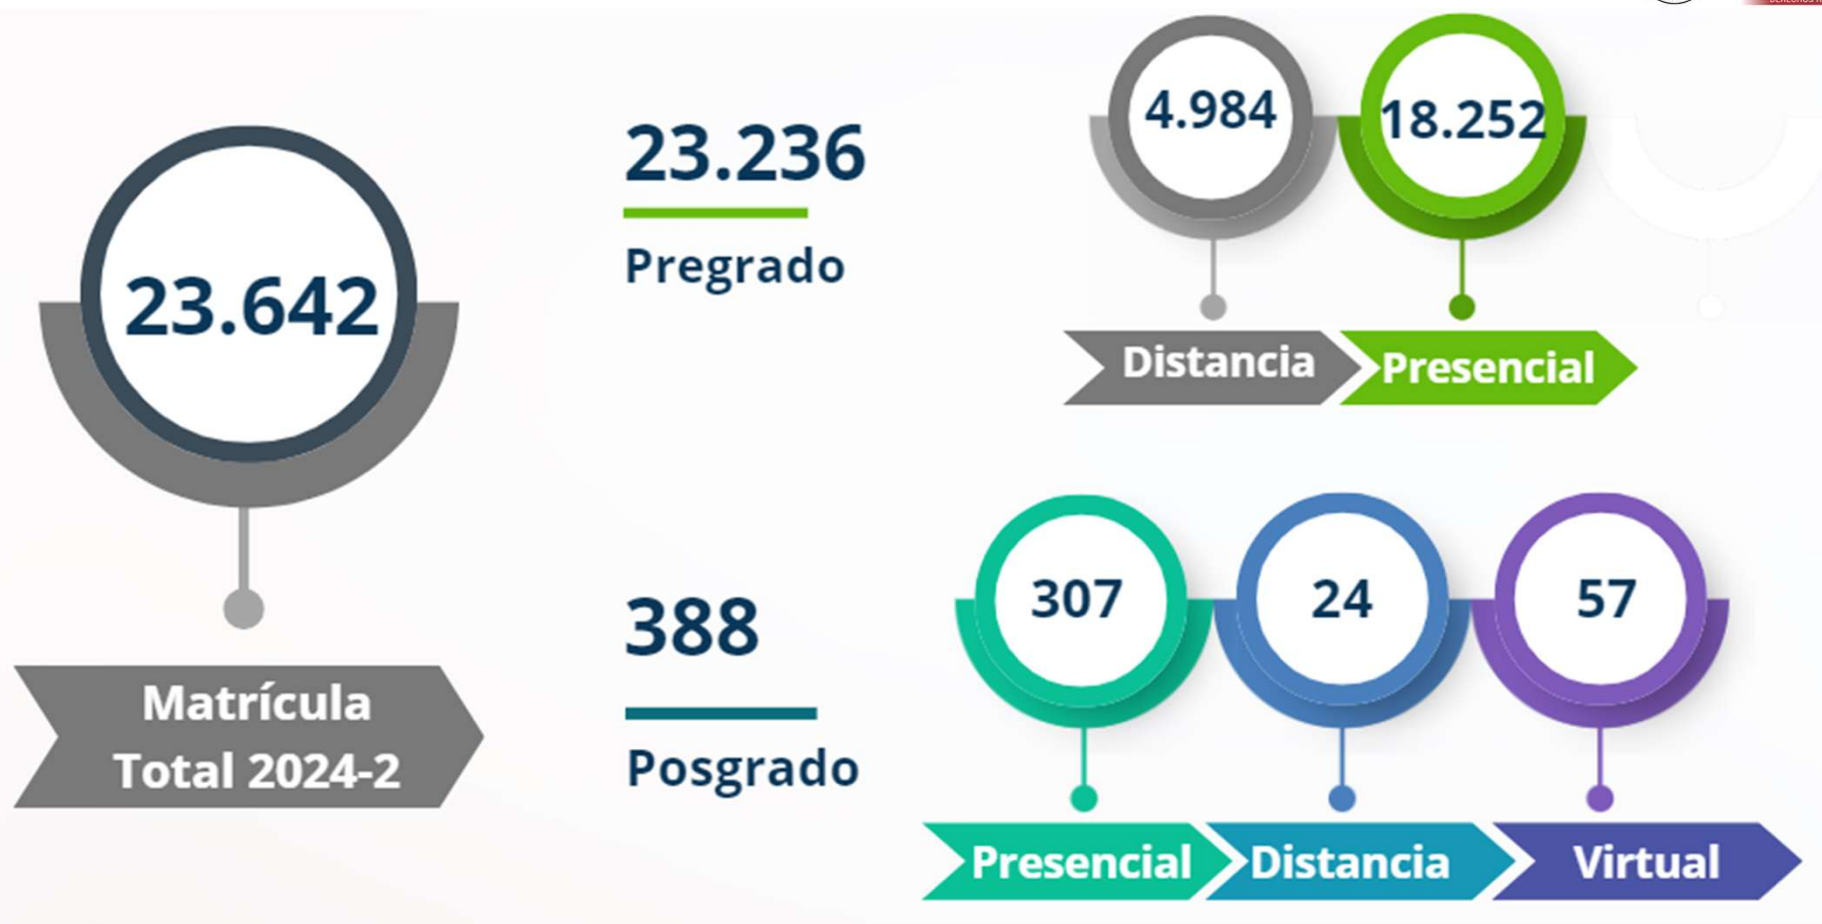 23.642
Matrícula
Total 2024-2
23.236
Pregrado
4.984
18.252
Distancia
Presencial
388
Posgrado
307
24
57
Presencial
Distancia
Virtual